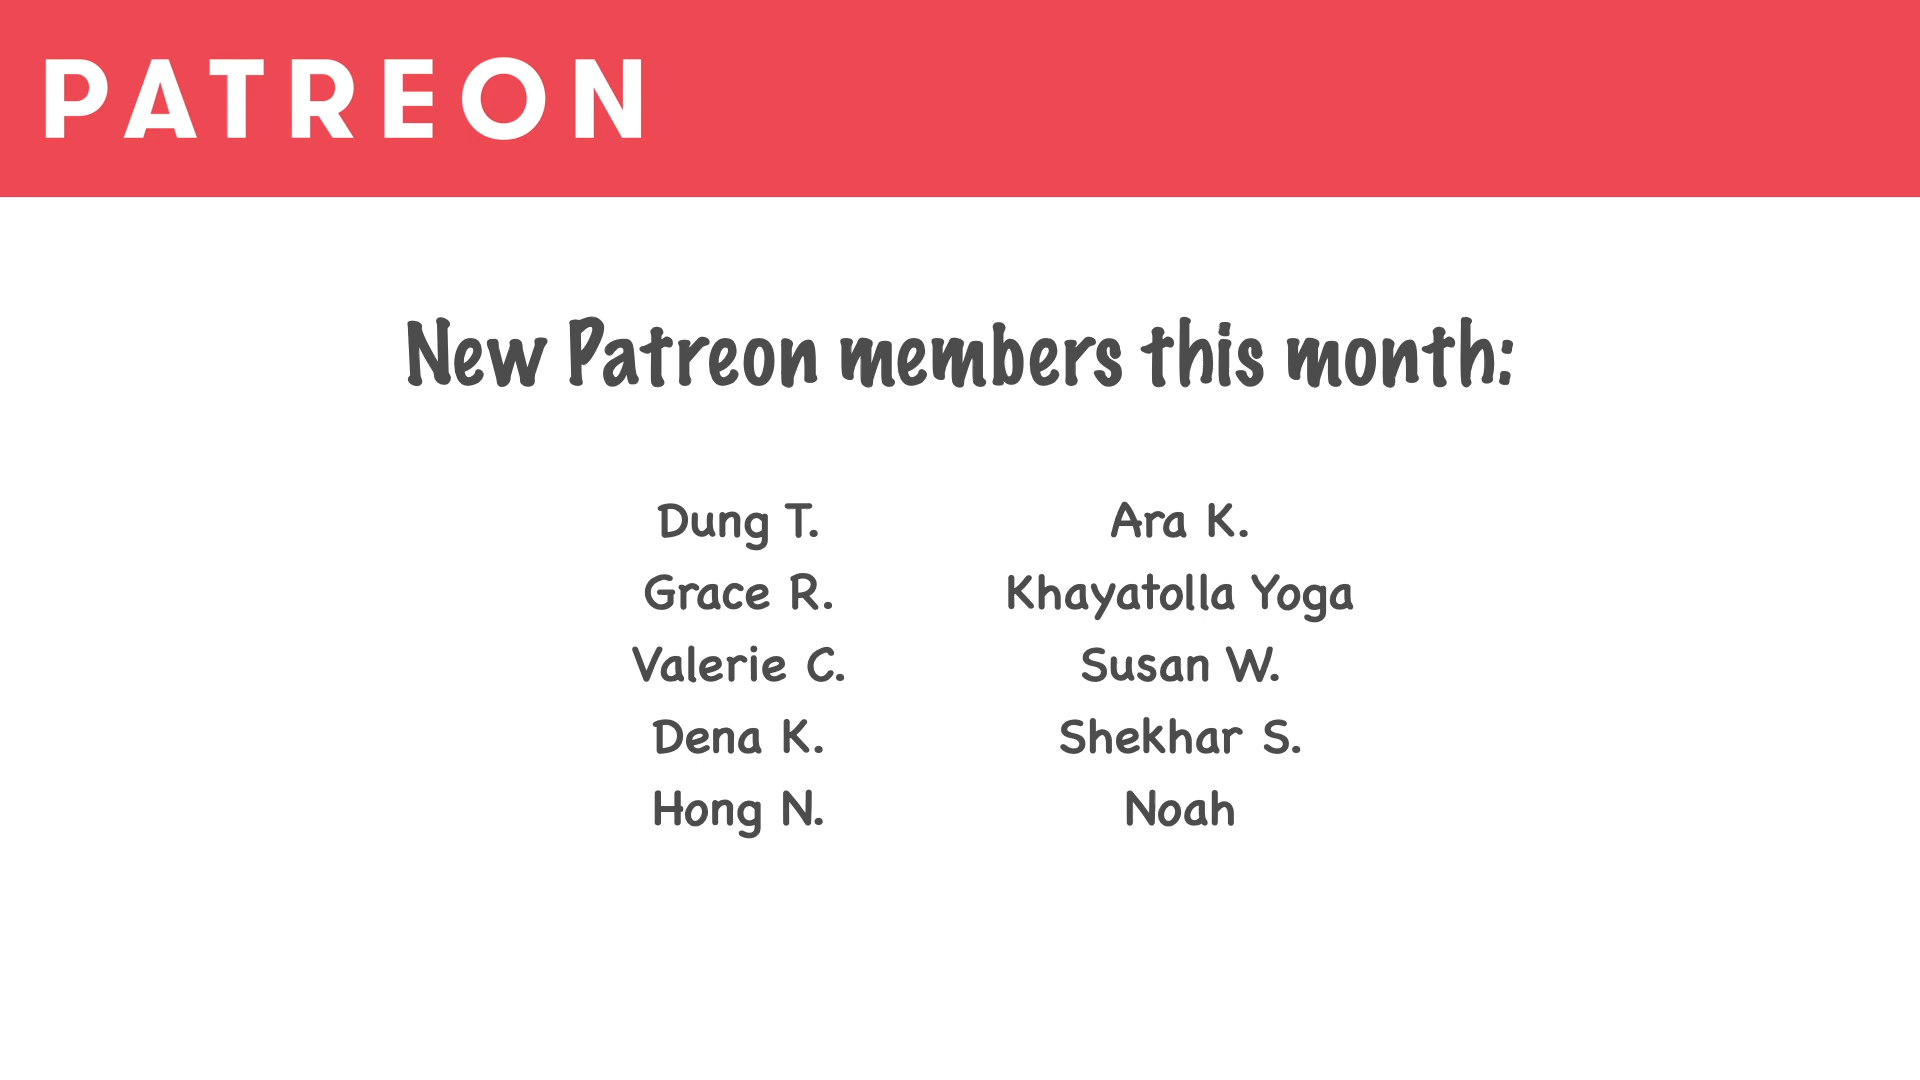 PATREON
New Patreon members this month:
Dung T.
Grace R.
Valerie C.
Dena K.
Hong N.
Ara K.
Khayatolla Yoga
Susan W.
Shekhar S.
Noah